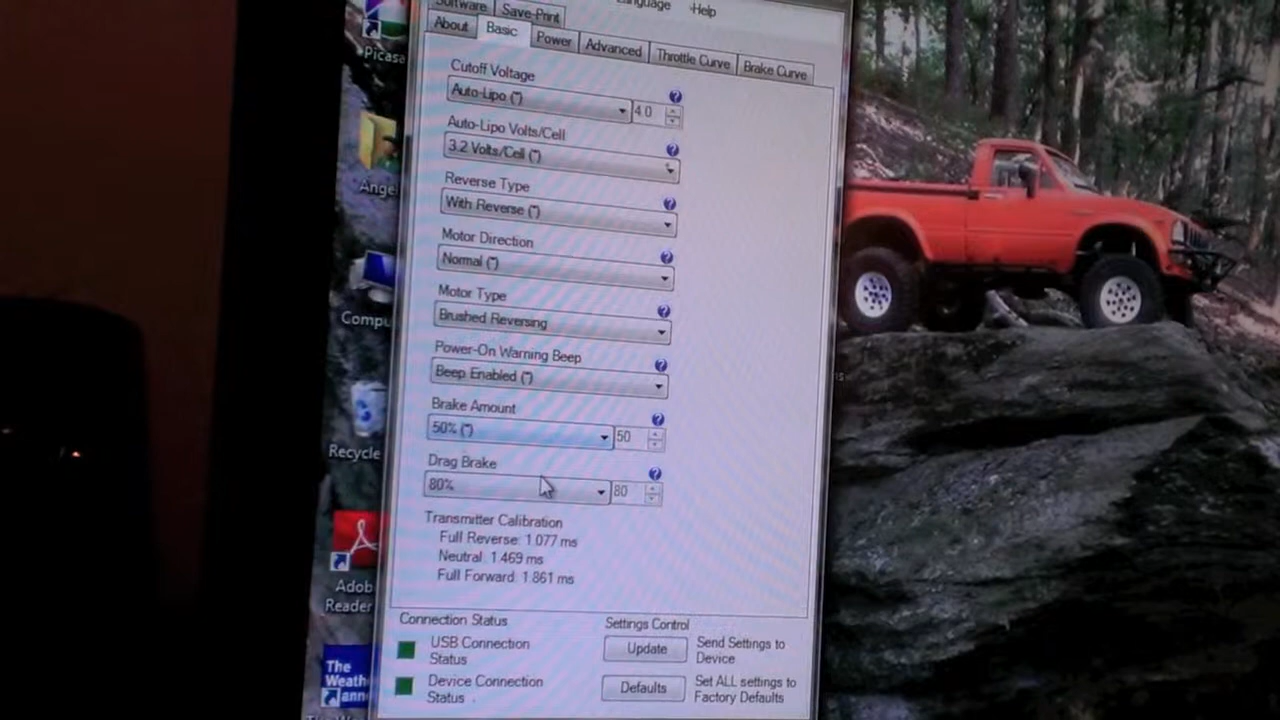 Software Save-Print Language Help
About Basic Power Advanced Throttle Curve Brake Curve
Cutoff Voltage
Auto-Lipo (*) 4.0
Auto-Lipo Volts/Cell
3.2 Volts/Cell (*)
Reverse Type
With Reverse (*)
Motor Direction
Normal (*)
Motor Type
Brushed Reversing
Power-On Warning Beep
Beep Enabled (*)
Brake Amount
50% (*) 50
Drag Brake
80% 80
Transmitter Calibration
Full Reverse: 1.077 ms
Neutral: 1.469 ms
Full Forward: 1.861 ms
Connection Status
USB Connection
Status
Device Connection
Status
Settings Control
Update
Send Settings to
Device
Defaults
Set ALL settings to
Factory Defaults
Picasa
Ange
Compu
Recycle
Adob
Reader
The
Weath